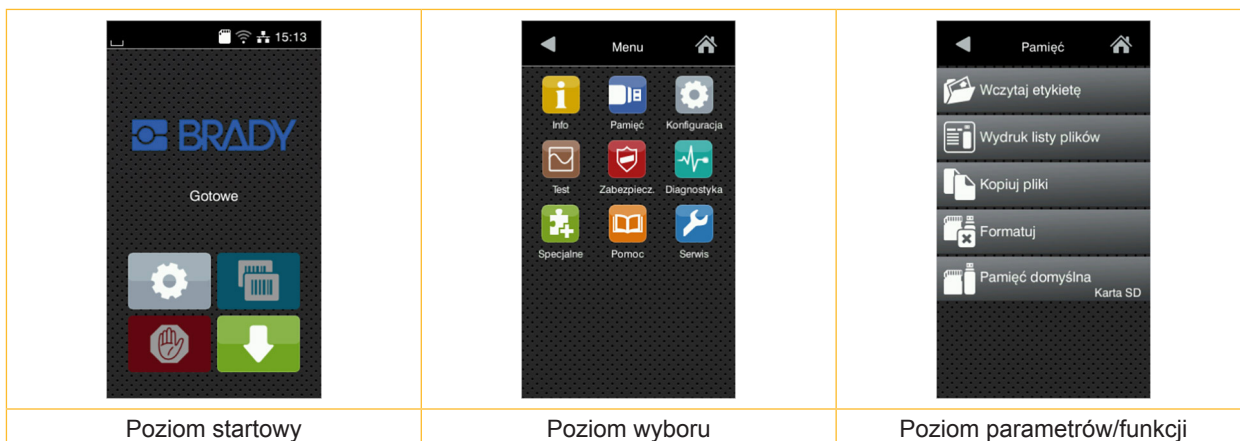 15:13
BRADY
Gotowe
Poziom startowy
Menu
Info Pamięć Konfiguracja
Test Zabezpiecz. Diagnostyka
Specjalne Pomoc Serwis
Poziom wyboru
Pamięć
Wczytaj etykietę
Wydruk listy plików
Kopiuj pliki
Formatuj
Pamięć domyślna
Karta SD
Poziom parametrów/funkcji